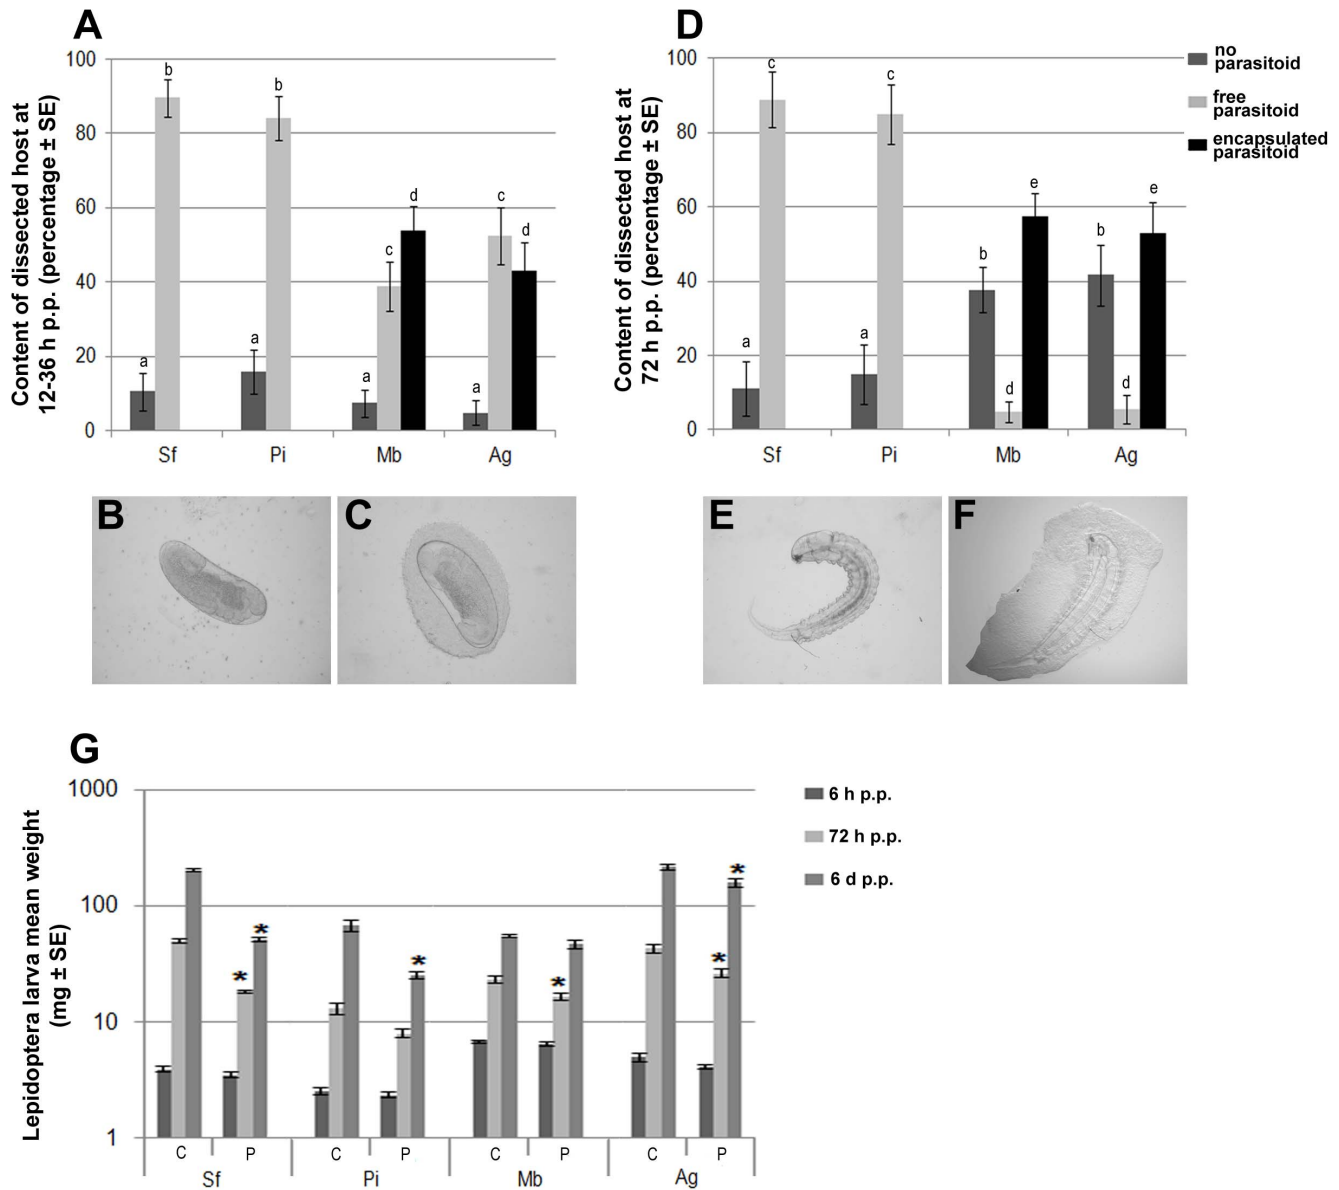 A
Content of dissected host at
12-36 h p.p. (percentage ± SE)
100
80
60
40
20
0
a
b
a
b
a
c
d
a
c
d
Sf
Pi
Mb
Ag
D
Content of dissected host at
72 h p.p. (percentage ± SE)
100
80
60
40
20
0
a
c
a
c
b
d
e
b
d
e
Sf
Pi
Mb
Ag
no
parasitoid
free
parasitoid
encapsulated
parasitoid
B
C
E
F
G
Lepidoptera larva mean weight
(mg ± SE)
1000
100
10
1
*
*
*
*
*
*
C
P
C
P
C
P
C
P
Sf
Pi
Mb
Ag
6 h p.p.
72 h p.p.
6 d p.p.